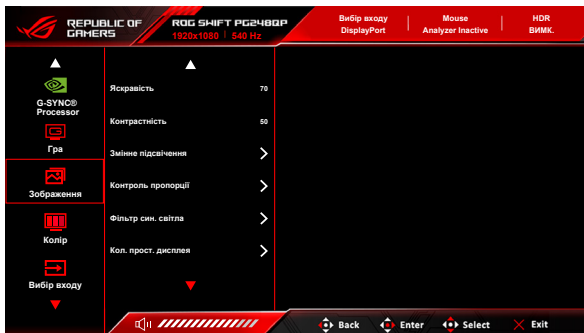 REPUBLIC OF
GAMERS
ROG SWIFT PG248QP
1920x1080 | 540 Hz
Вибір входу
DisplayPort
Mouse
Analyzer Inactive
HDR
ВИМК.
G-SYNC®
Processor
Гра
Зображення
Колір
Вибір входу
Яскравість 70
Контрастність 50
Змінне підсвічення
Контроль пропорції
Фільтр син. світла
Кол. прост. дисплея
Back
Enter
Select
Exit